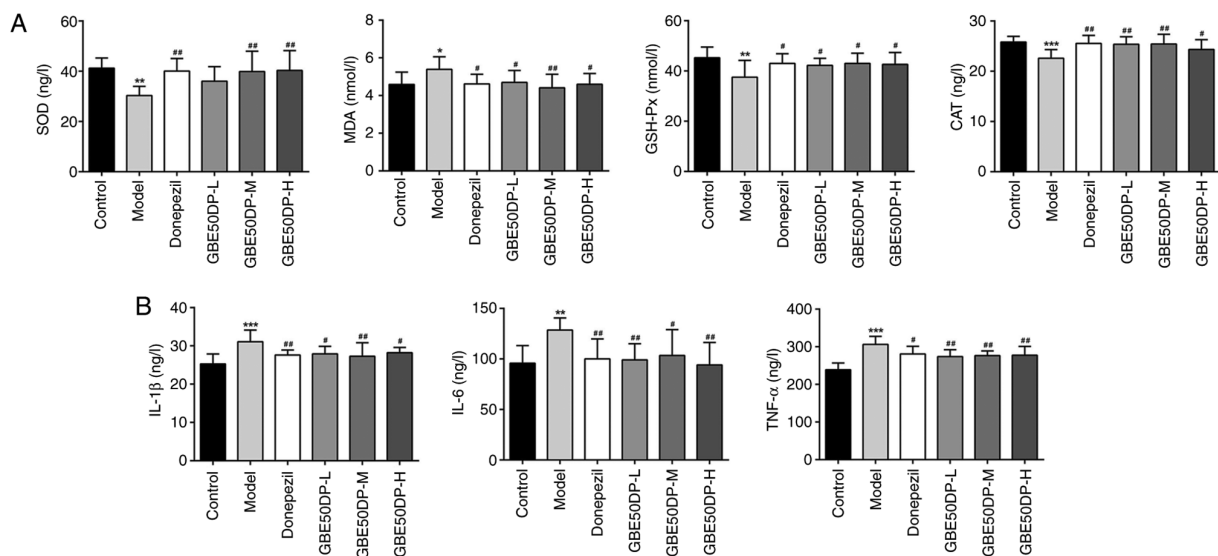 A
SOD (ng/l)
60
40
20
0
** ## ## ##
Control
Model
Donepezil
GBE50DP-L
GBE50DP-M
GBE50DP-H
MDA (nmol/l)
8
6
4
2
0
* # # ## #
Control
Model
Donepezil
GBE50DP-L
GBE50DP-M
GBE50DP-H
GSH-Px (nmol/l)
60
40
20
0
** # # # #
Control
Model
Donepezil
GBE50DP-L
GBE50DP-M
GBE50DP-H
CAT (ng/l)
30
20
10
0
*** ## ## ## #
Control
Model
Donepezil
GBE50DP-L
GBE50DP-M
GBE50DP-H
B
IL-1β (ng/l)
40
30
20
10
0
*** ## # ## #
Control
Model
Donepezil
GBE50DP-L
GBE50DP-M
GBE50DP-H
IL-6 (ng/l)
150
100
50
0
** ## ## # ##
Control
Model
Donepezil
GBE50DP-L
GBE50DP-M
GBE50DP-H
TNF-α (ng/l)
400
300
200
100
0
*** # ## ## ##
Control
Model
Donepezil
GBE50DP-L
GBE50DP-M
GBE50DP-H